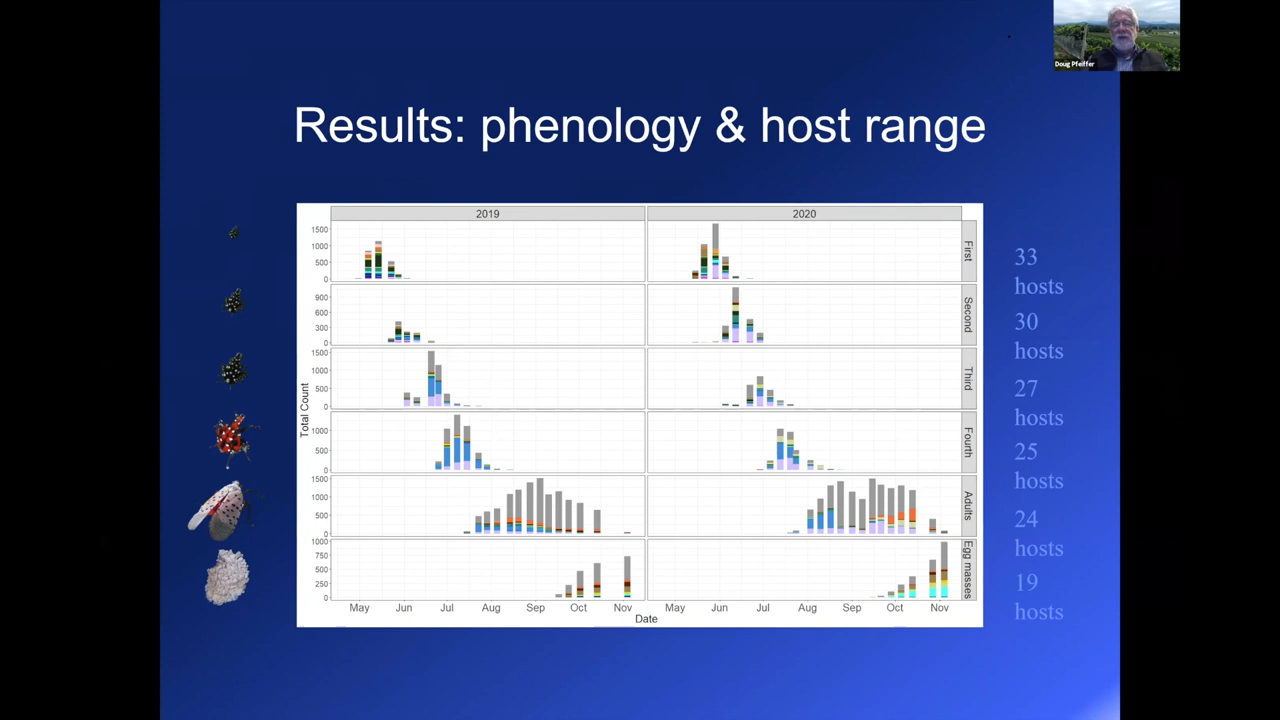 Doug Pfeiffer
Results: phenology & host range
2019 2020
1500
1000
500
0
First
900
600
300
0
Second
1500
1000
500
0
Third
1000
500
0
Fourth
1500
1000
500
0
Adults
1000
750
500
250
0
Egg masses
May Jun Jul Aug Sep Oct Nov May Jun Jul Aug Sep Oct Nov
Total Count
Date
33
hosts
30
hosts
27
hosts
25
hosts
24
hosts
19
hosts